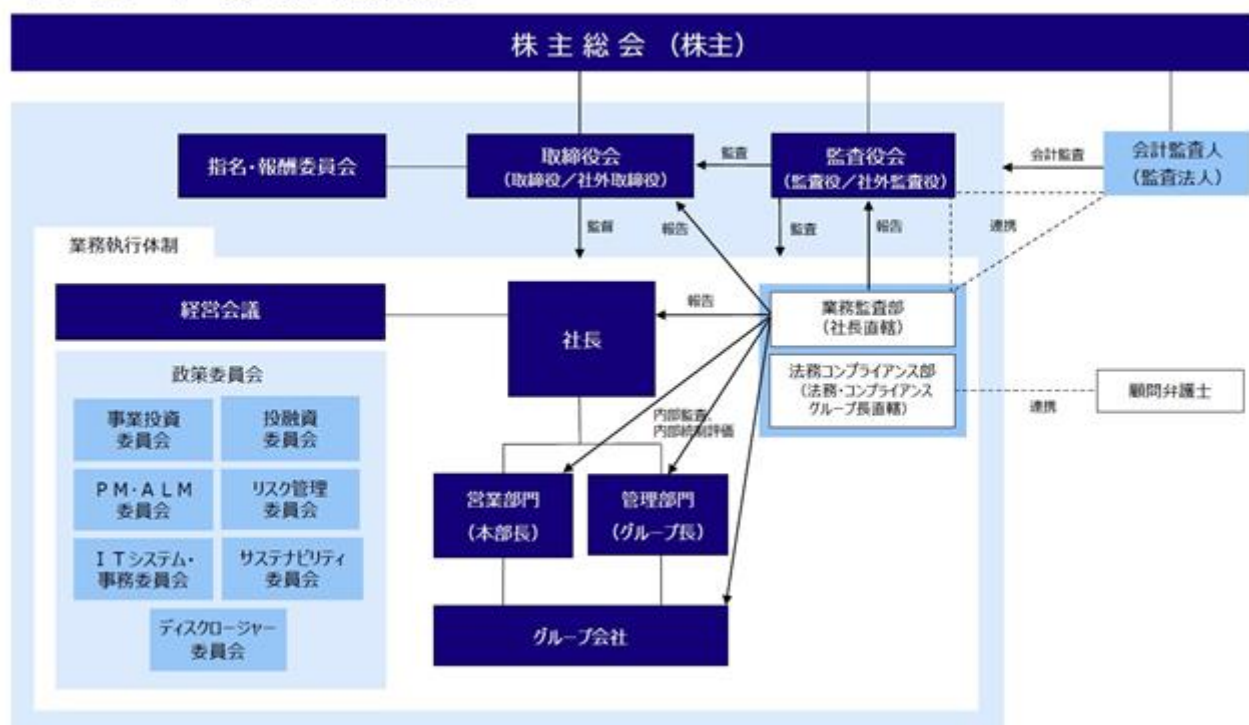 株主総会（株主）
指名・報酬委員会
取締役会
（取締役／社外取締役）
監査
監査役会
（監査役／社外監査役）
会計監査
会計監査人
（監査法人）
監督
報告
監査
報告
連携
業務執行体制
経営会議
社長
報告
業務監査部
（社長直轄）
法務コンプライアンス部
（法務・コンプライアンス
グループ長直轄）
連携
顧問弁護士
政策委員会
事業投資
委員会
投融資
委員会
PM・ALM
委員会
リスク管理
委員会
ITシステム・
事務委員会
サステナビリティ
委員会
ディスクロージャー
委員会
内部監査、
内部統制評価
営業部門
（本部長）
管理部門
（グループ長）
グループ会社